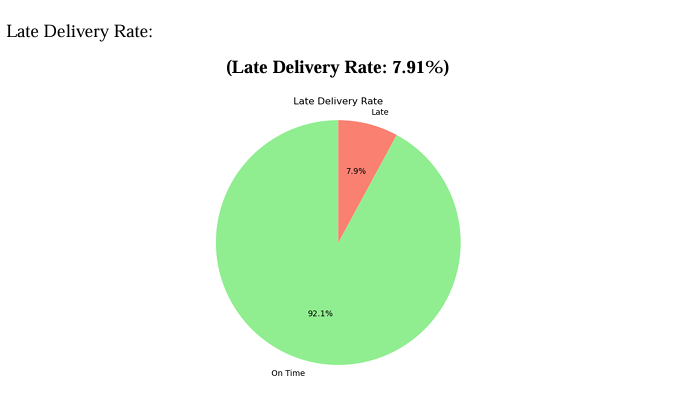 Late Delivery Rate:
(Late Delivery Rate: 7.91%)
Late Delivery Rate
Late
7.9%
92.1%
On Time